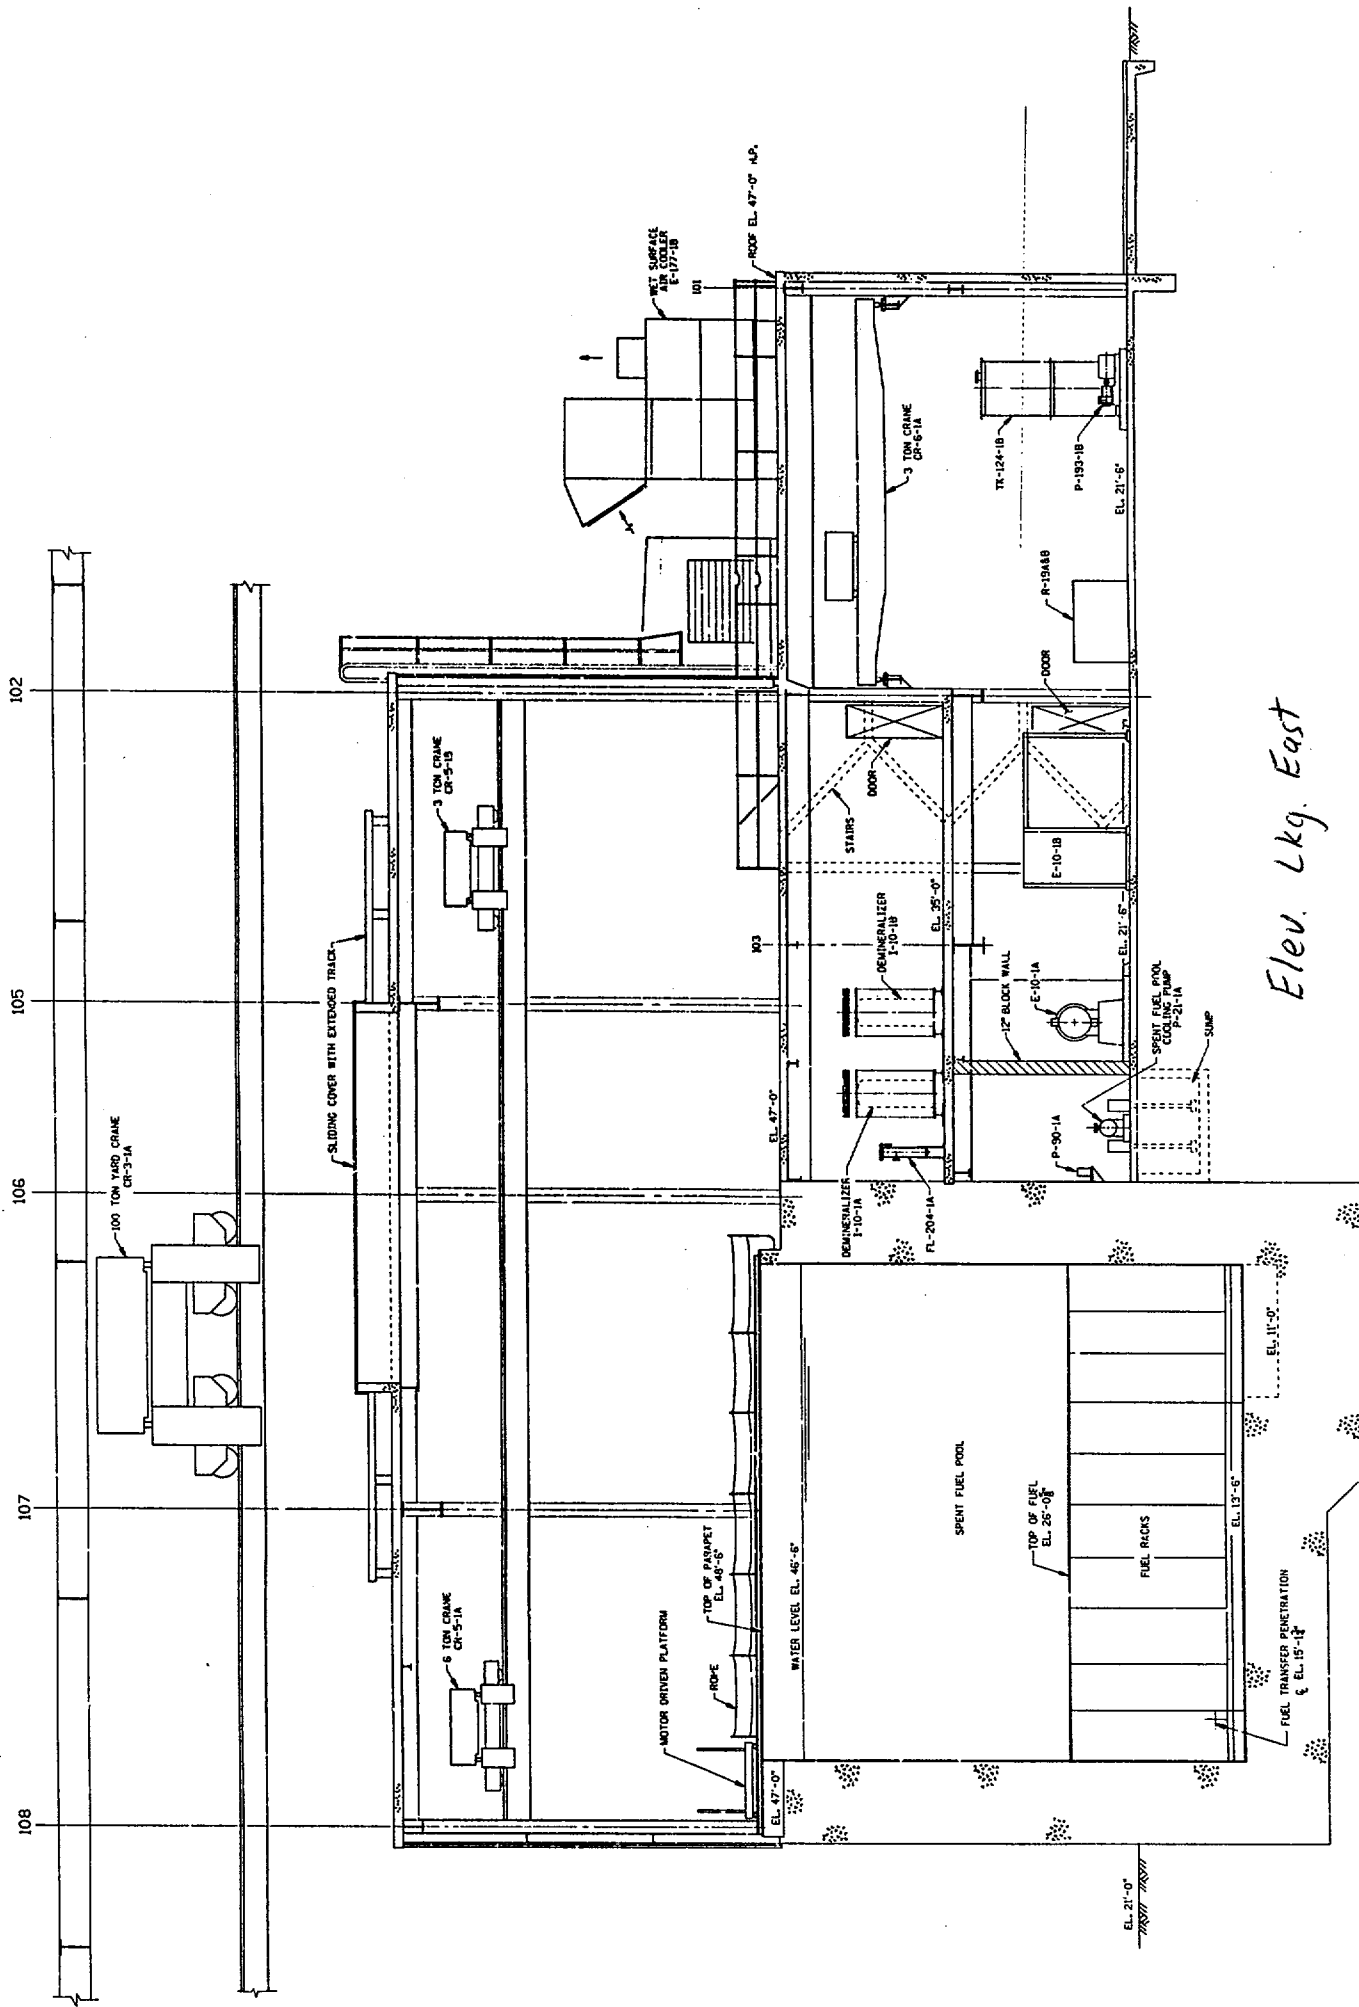 108
107
106
105
102
100 TON YARD CRANE
CR-3-1A
SLIDING COVER WITH EXTENDED TRACK
6 TON CRANE
CR-5-1A
3 TON CRANE
CR-5-1B
WET SURFACE
AIR COOLER
E-177-1B
101
ROOF EL. 47'-0" H.P.
MOTOR DRIVEN PLATFORM
ROPE
TOP OF PARAPET
EL. 48'-6"
EL. 47'-0"
WATER LEVEL EL. 46'-6"
EL. 47'-0"
103
3 TON CRANE
CR-6-1A
DEMINERALIZER
I-10-1A
FL-204-1A
DEMINERALIZER
I-10-1B
EL. 35'-0"
STAIRS
DOOR
SPENT FUEL POOL
TOP OF FUEL
FUEL RACKS
P-90-1A
12" BLOCK WALL
E-10-1A
SPENT FUEL POOL
COOLING PUMP
P-21-1A
SUMP
EL. 21'-6"
E-10-1B
DOOR
R-19A&B
TK-124-1B
P-193-1B
EL. 21'-6"
EL. 21'-0"
EL. 13'-6"
EL. 11'-0"
FUEL TRANSFER PENETRATION
Elev. Lkg. East